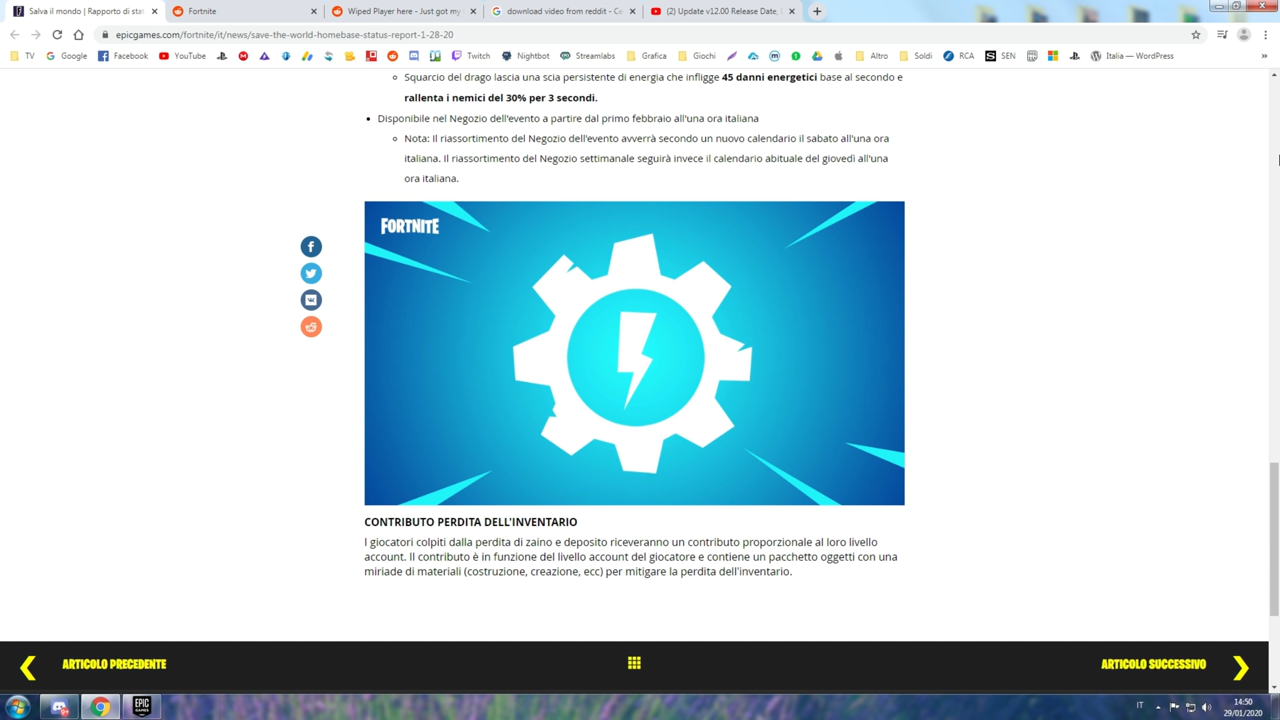 Salva il mondo | Rapporto di stat
Fortnite
Wiped Player here - Just got my
download video from reddit - Ce
(2) Update v12.00 Release Date,
epicgames.com/fortnite/it/news/save-the-world-homebase-status-report-1-28-20
TV Google Facebook YouTube Twitch Nightbot Streamlabs Grafica Giochi Altro Soldi RCA SEN Italia — WordPress »
Squarcio del drago lascia una scia persistente di energia che infligge 45 danni energetici base al secondo e
rallenta i nemici del 30% per 3 secondi.
Disponibile nel Negozio dell'evento a partire dal primo febbraio all'una ora italiana
Nota: Il riassortimento del Negozio dell'evento avverrà secondo un nuovo calendario il sabato all'una ora
italiana. Il riassortimento del Negozio settimanale seguirà invece il calendario abituale del giovedì all'una
ora italiana.
FORTNITE
CONTRIBUTO PERDITA DELL'INVENTARIO
I giocatori colpiti dalla perdita di zaino e deposito riceveranno un contributo proporzionale al loro livello
account. Il contributo è in funzione del livello account del giocatore e contiene un pacchetto oggetti con una
miriade di materiali (costruzione, creazione, ecc) per mitigare la perdita dell'inventario.
ARTICOLO PRECEDENTE
ARTICOLO SUCCESSIVO
EPIC
GAMES
IT
14:50
29/01/2020